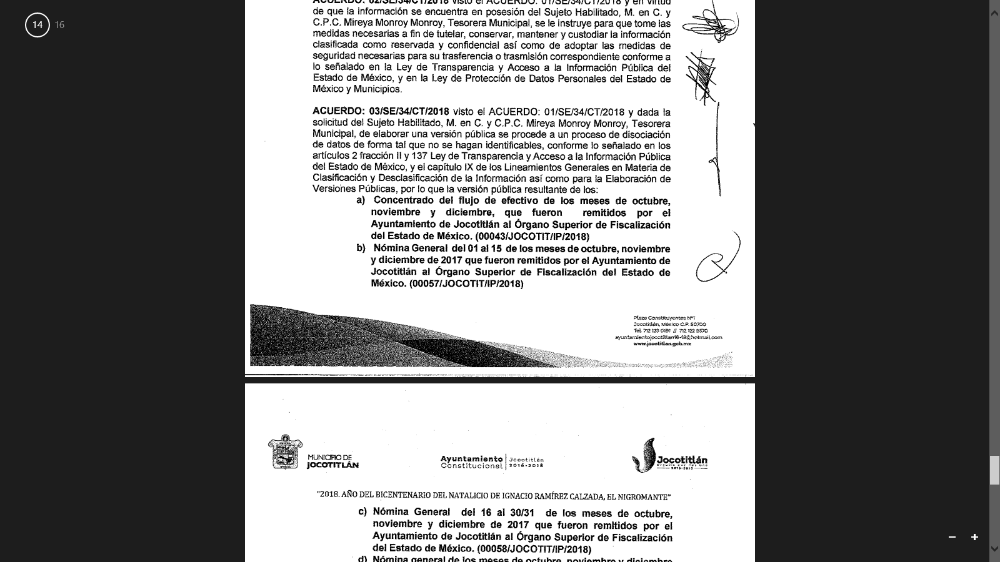 14 16
ACUERDO: 02/SE/34/CT/2018 visto el ACUERDO: 01/SE/34/CT/2018 y en virtud
de que la información se encuentra en posesión del Sujeto Habilitado, M. en C. y
C.P.C. Mireya Monroy Monroy, Tesorera Municipal, se le instruye para que tome las
medidas necesarias a fin de tutelar, conservar, mantener y custodiar la información
clasificada como reservada y confidencial así como de adoptar las medidas de
seguridad necesarias para su trasferencia o trasmisión correspondiente conforme a
lo señalado en la Ley de Transparencia y Acceso a la Información Pública del
Estado de México, y en la Ley de Protección de Datos Personales del Estado de
México y Municipios.
ACUERDO: 03/SE/34/CT/2018 visto el ACUERDO: 01/SE/34/CT/2018 y dada la
solicitud del Sujeto Habilitado, M. en C. y C.P.C. Mireya Monroy Monroy, Tesorera
Municipal, de elaborar una versión pública se procede a un proceso de disociación
de datos de forma tal que no se hagan identificables, conforme lo señalado en los
artículos 2 fracción II y 137 Ley de Transparencia y Acceso a la Información Pública
del Estado de México, y el capítulo IX de los Lineamientos Generales en Materia de
Clasificación y Desclasificación de la Información así como para la Elaboración de
Versiones Públicas, por lo que la versión pública resultante de los:
a) Concentrado del flujo de efectivo de los meses de octubre,
noviembre y diciembre, que fueron remitidos por el
Ayuntamiento de Jocotitlán al Órgano Superior de Fiscalización
del Estado de México. (00043/JOCOTIT/IP/2018)
b) Nómina General del 01 al 15 de los meses de octubre, noviembre
y diciembre de 2017 que fueron remitidos por el Ayuntamiento de
Jocotitlán al Órgano Superior de Fiscalización del Estado de
México. (00057/JOCOTIT/IP/2018)
Plaza Constituyentes Nº1
Jocotitlán, México C.P. 50700
Tel. 712 123 0191 // 712 122 9570
ayuntamientojocotitlan16-18@hotmail.com
www.jocotitlan.gob.mx
MUNICIPIO DE
JOCOTITLÁN
Ayuntamiento
Constitucional
Jocotitlán
2016-2018
Jocotitlán
Orgullo que nos une
2016-2018
"2018. AÑO DEL BICENTENARIO DEL NATALICIO DE IGNACIO RAMÍREZ CALZADA, EL NIGROMANTE"
c) Nómina General del 16 al 30/31 de los meses de octubre,
noviembre y diciembre de 2017 que fueron remitidos por el
Ayuntamiento de Jocotitlán al Órgano Superior de Fiscalización
del Estado de México. (00058/JOCOTIT/IP/2018)
d) Nómina general de los meses de octubre, noviembre y diciembre